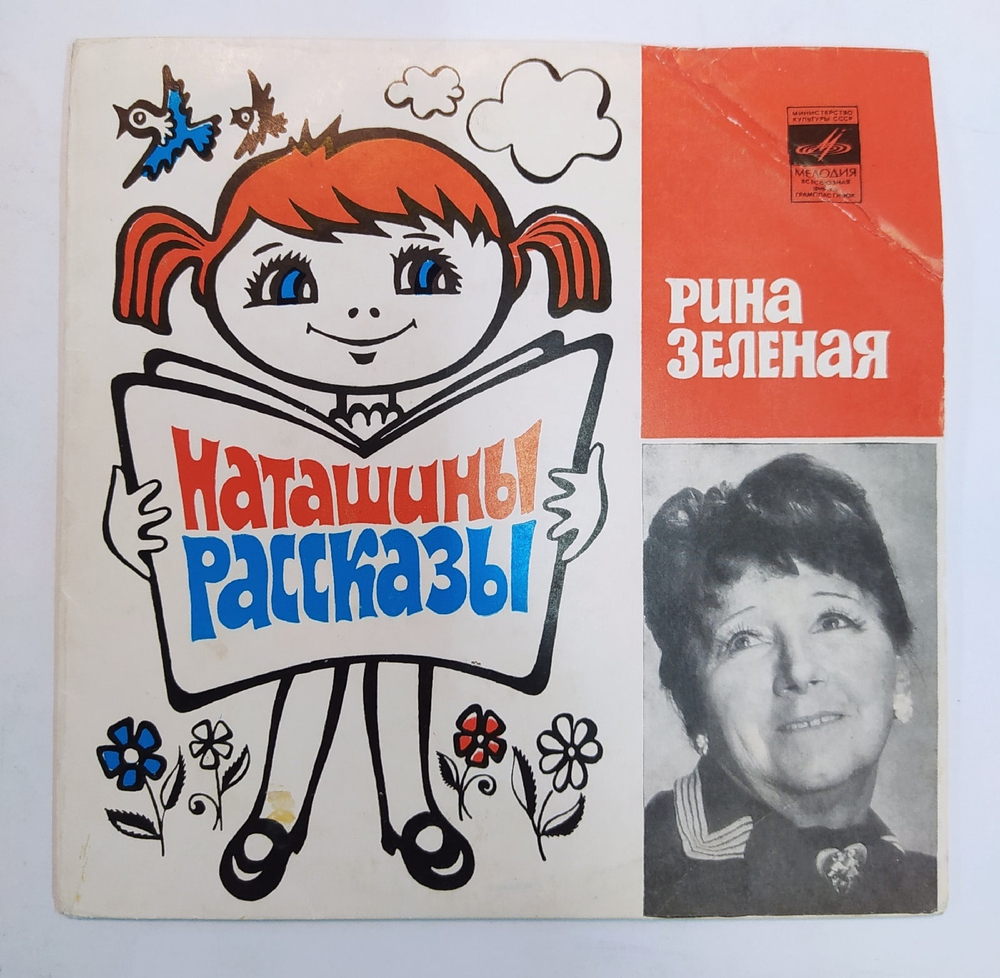 Наташины
Рассказы
МИНИСТЕРСТВО
КУЛЬТУРЫ СССР
МЕЛОДИЯ
ВСЕСОЮЗНАЯ
ФИРМА
ГРАМПЛАСТИНОК
РИНА
ЗЕЛЕНАЯ